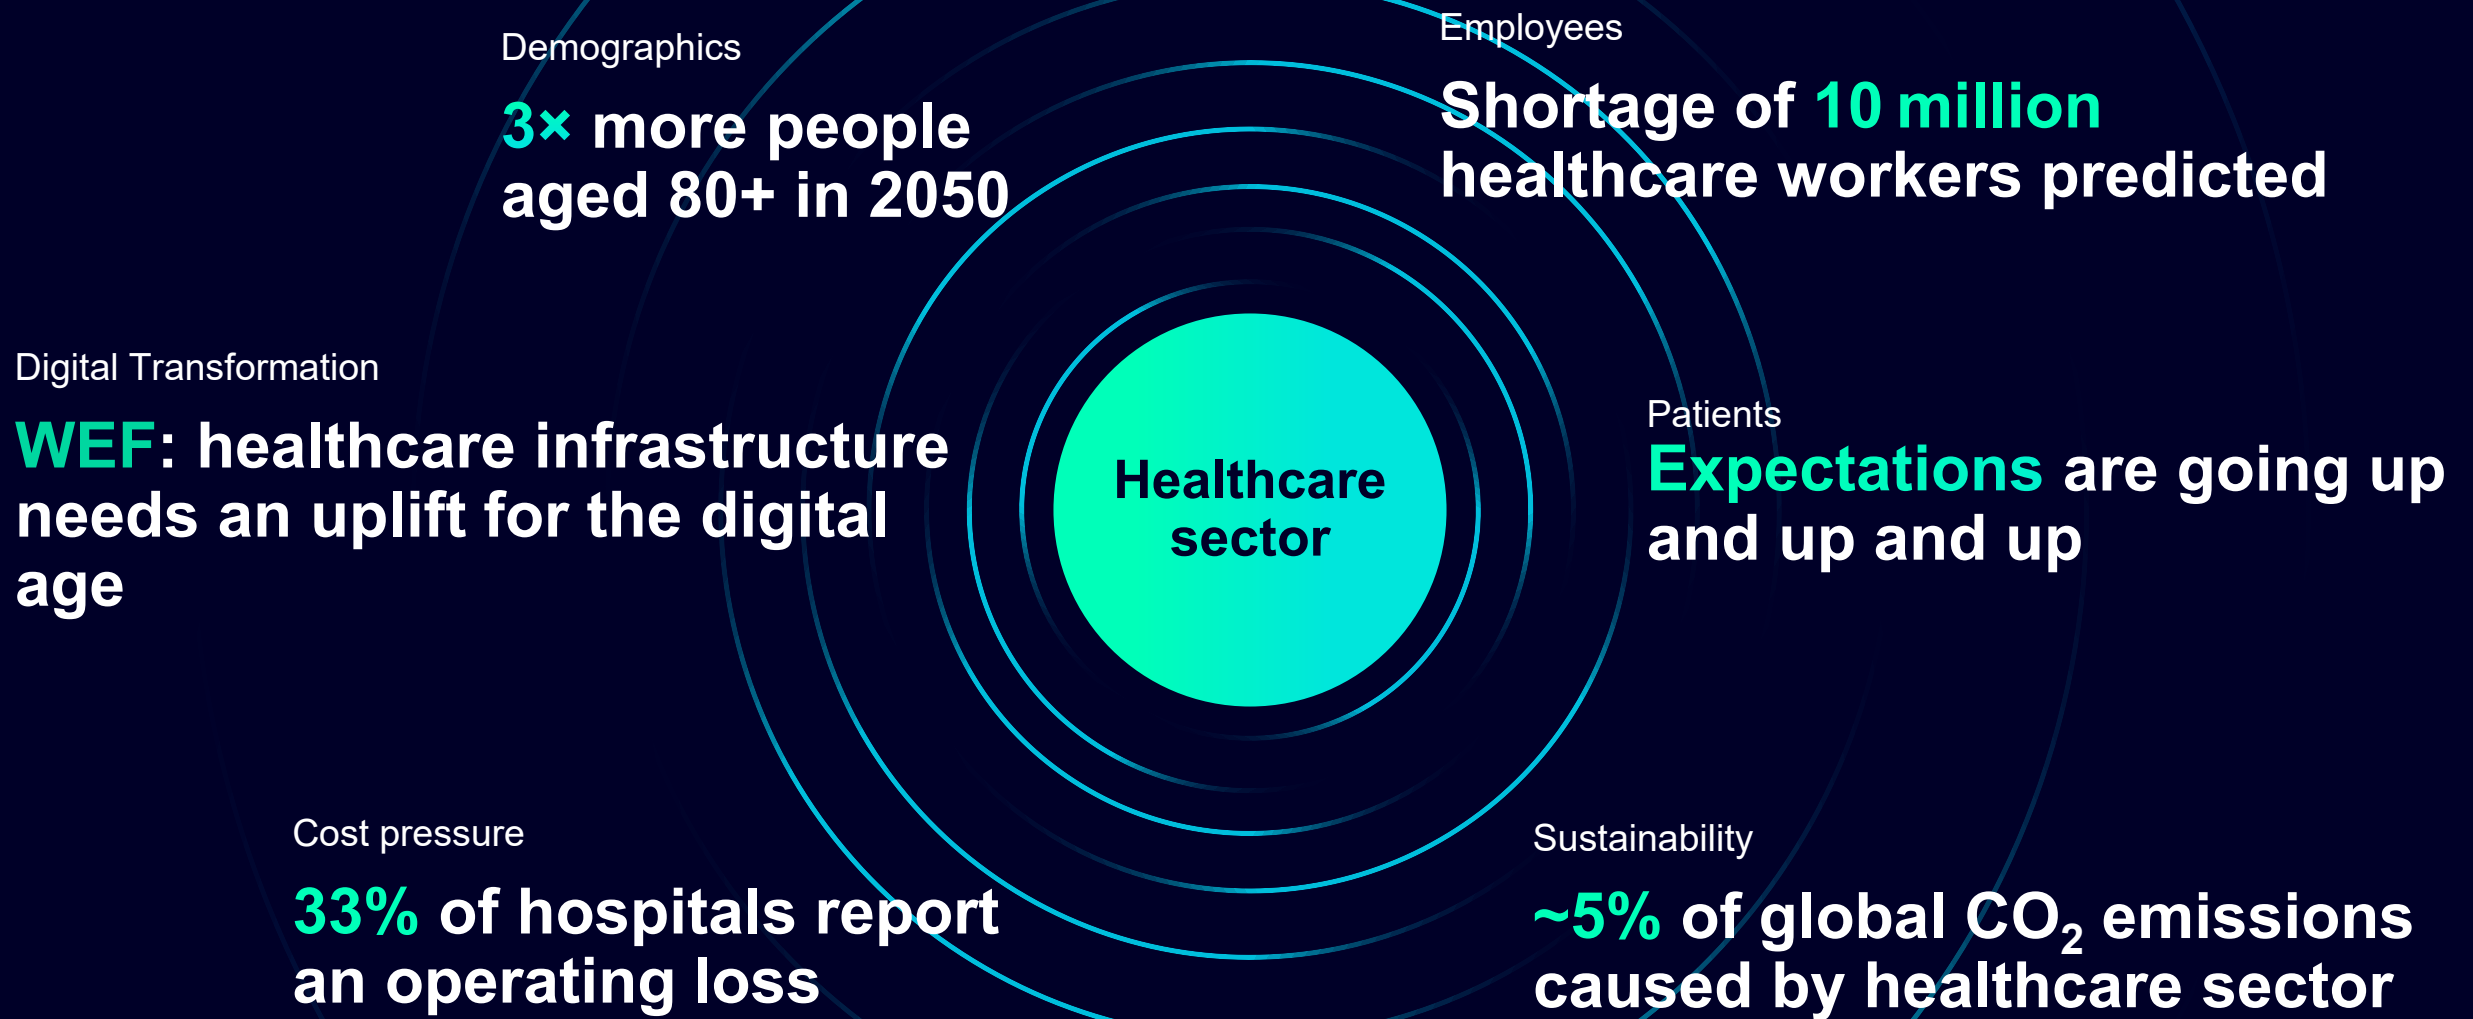 Demographics
3× more people
aged 80+ in 2050
Employees
Shortage of 10 million
healthcare workers predicted
Digital Transformation
WEF: healthcare infrastructure
needs an uplift for the digital
age
Healthcare
sector
Patients
Expectations are going up
and up and up
Cost pressure
33% of hospitals report
an operating loss
Sustainability
~5% of global CO₂ emissions
caused by healthcare sector